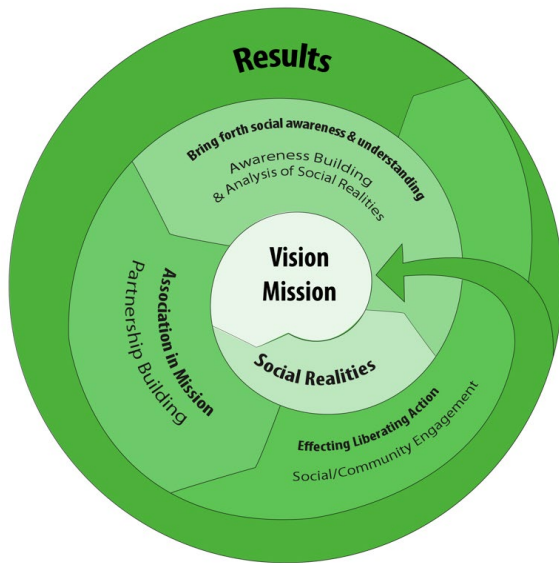 Results
Bring forth social awareness & understanding
Awareness Building
& Analysis of Social Realities
Vision
Mission
Social Realities
Association in Mission
Partnership Building
Effecting Liberating Action
Social/Community Engagement